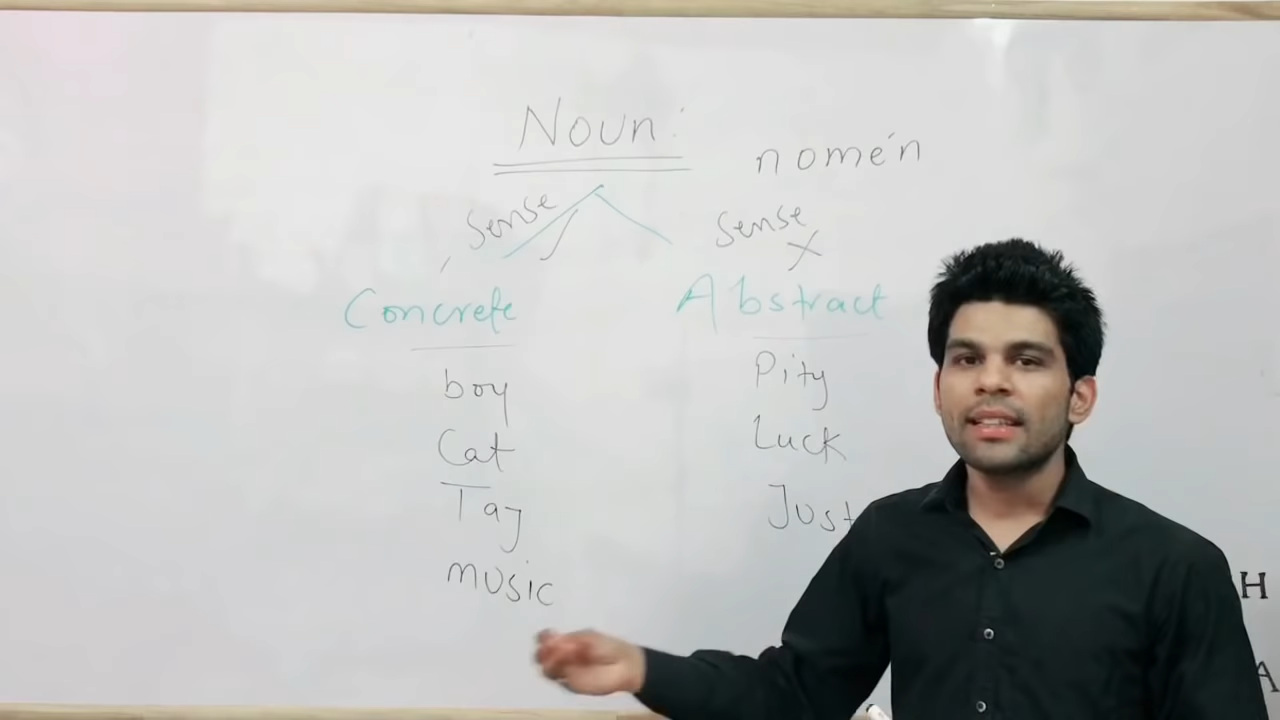 Noun:
nomen
Sense
Sense
Concrete
Abstract
boy
Pity
Cat
Luck
Taj
Just
music
H
A